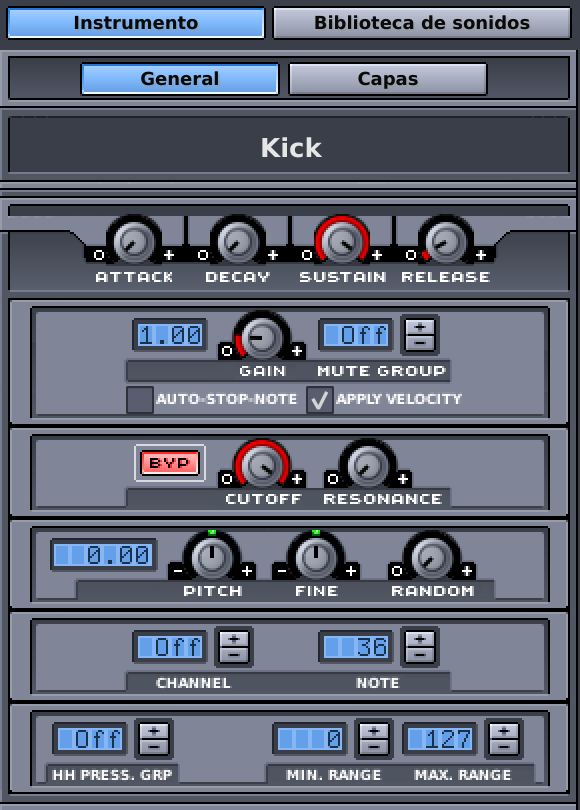 Instrumento Biblioteca de sonidos
General Capas
Kick
O + O + O + O +
ATTACK DECAY SUSTAIN RELEASE
1.00 O + Off + −
GAIN MUTE GROUP
AUTO-STOP-NOTE APPLY VELOCITY
BYP O + O +
CUTOFF RESONANCE
0.00 − + − + O +
PITCH FINE RANDOM
Off + − 36 + −
CHANNEL NOTE
Off + − 0 + − 127 + −
HH PRESS. GRP MIN. RANGE MAX. RANGE